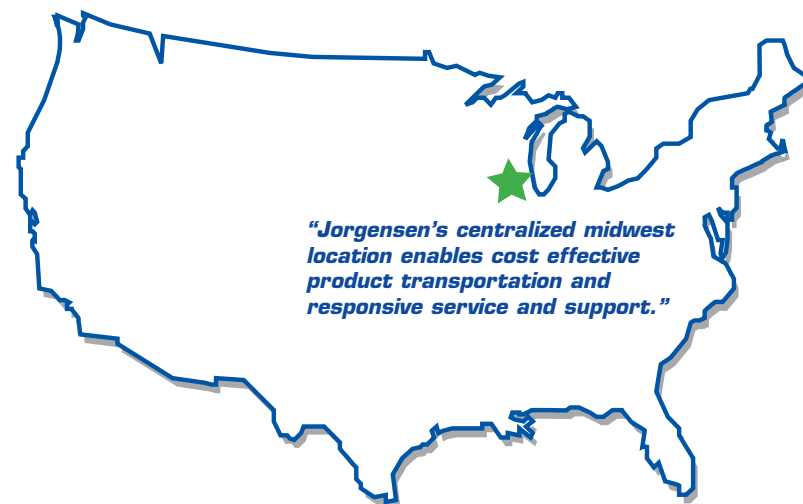 “Jorgensen’s centralized midwest
location enables cost effective
product transportation and
responsive service and support.”